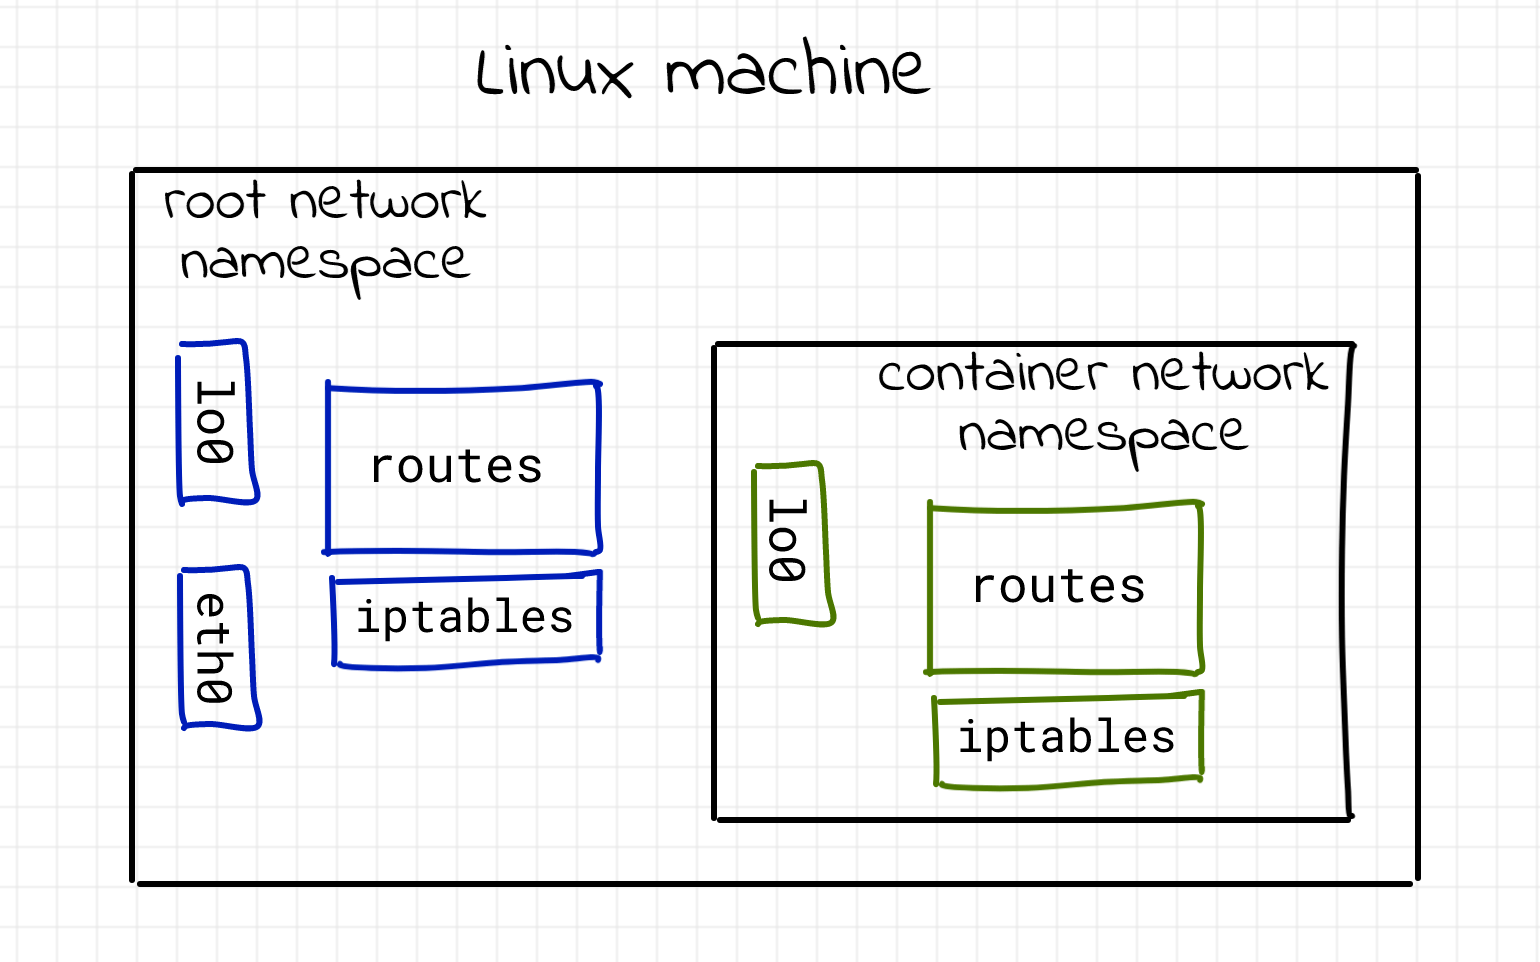 Linux machine
root network
namespace
lo0
routes
eth0
iptables
container network
namespace
lo0
routes
iptables